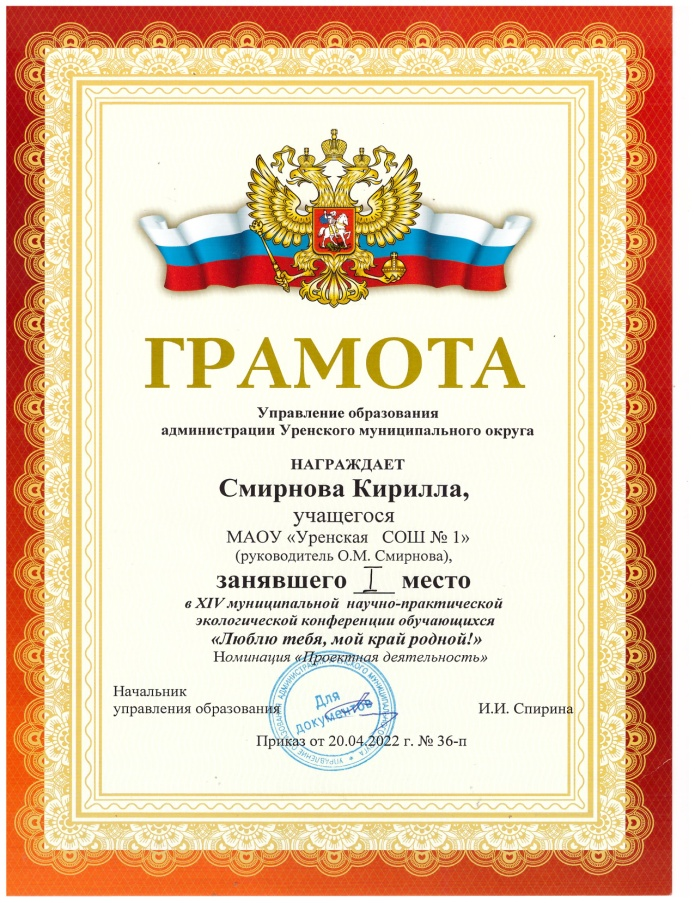 ГРАМОТА
Управление образования
администрации Уренского муниципального округа
НАГРАЖДАЕТ
Смирнова Кирилла,
учащегося
МАОУ «Уренская СОШ № 1»
(руководитель О.М. Смирнова),
занявшего I место
в XIV муниципальной научно-практической
экологической конференции обучающихся
«Люблю тебя, мой край родной!»
Номинация «Проектная деятельность»
Начальник
управления образования
И.И. Спирина
Для
документов
Приказ от 20.04.2022 г. № 36-п